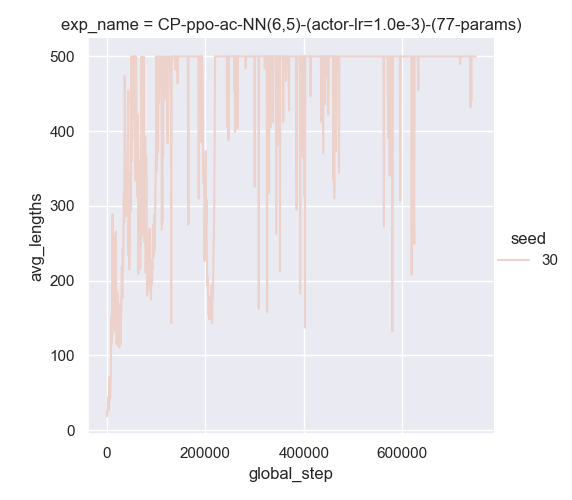 exp_name = CP-ppo-ac-NN(6,5)-(actor-lr=1.0e-3)-(77-params)
500
400
300
200
100
0
avg_lengths
seed
30
0 200000 400000 600000
global_step